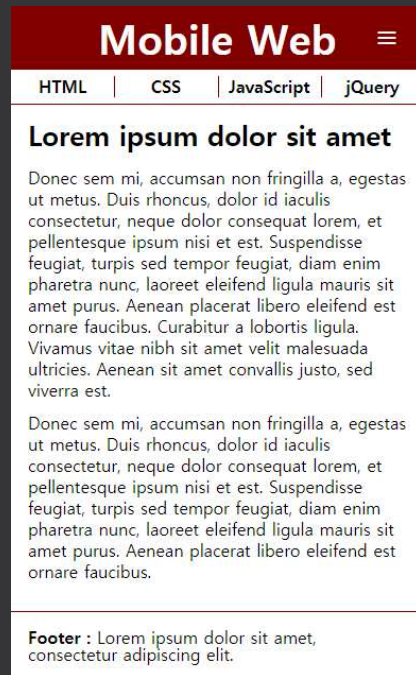 Mobile Web
HTML CSS JavaScript jQuery
Lorem ipsum dolor sit amet
Donec sem mi, accumsan non fringilla a, egestas
ut metus. Duis rhoncus, dolor id iaculis
consectetur, neque dolor consequat lorem, et
pellentesque ipsum nisi et est. Suspendisse
feugiat, turpis sed tempor feugiat, diam enim
pharetra nunc, laoreet eleifend ligula mauris sit
amet purus. Aenean placerat libero eleifend est
ornare faucibus. Curabitur a lobortis ligula.
Vivamus vitae nibh sit amet velit malesuada
ultricies. Aenean sit amet convallis justo, sed
viverra est.
Donec sem mi, accumsan non fringilla a, egestas
ut metus. Duis rhoncus, dolor id iaculis
consectetur, neque dolor consequat lorem, et
pellentesque ipsum nisi et est. Suspendisse
feugiat, turpis sed tempor feugiat, diam enim
pharetra nunc, laoreet eleifend ligula mauris sit
amet purus. Aenean placerat libero eleifend est
ornare faucibus.
Footer : Lorem ipsum dolor sit amet,
consectetur adipiscing elit.